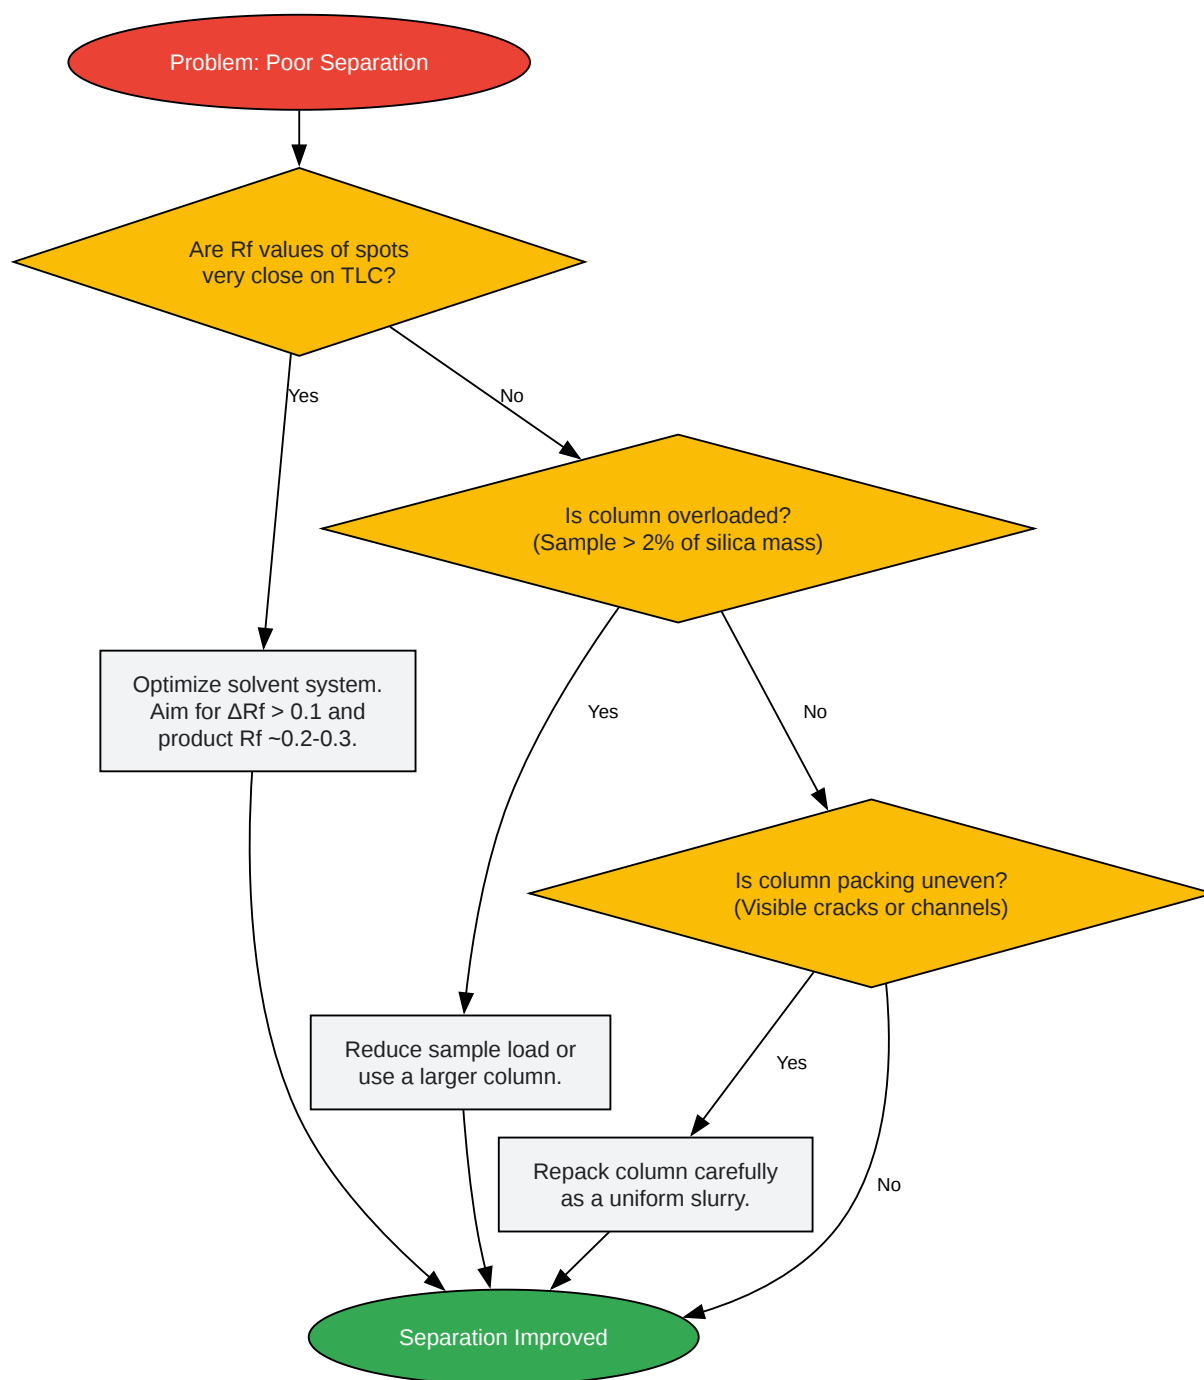 Problem: Poor Separation
Are Rf values of spots
very close on TLC?
Yes
No
Is column overloaded?
(Sample > 2% of silica mass)
Optimize solvent system.
Aim for ΔRf > 0.1 and
product Rf ~0.2-0.3.
Yes
No
Is column packing uneven?
(Visible cracks or channels)
Reduce sample load or
use a larger column.
Yes
Repack column carefully
as a uniform slurry.
No
Separation Improved